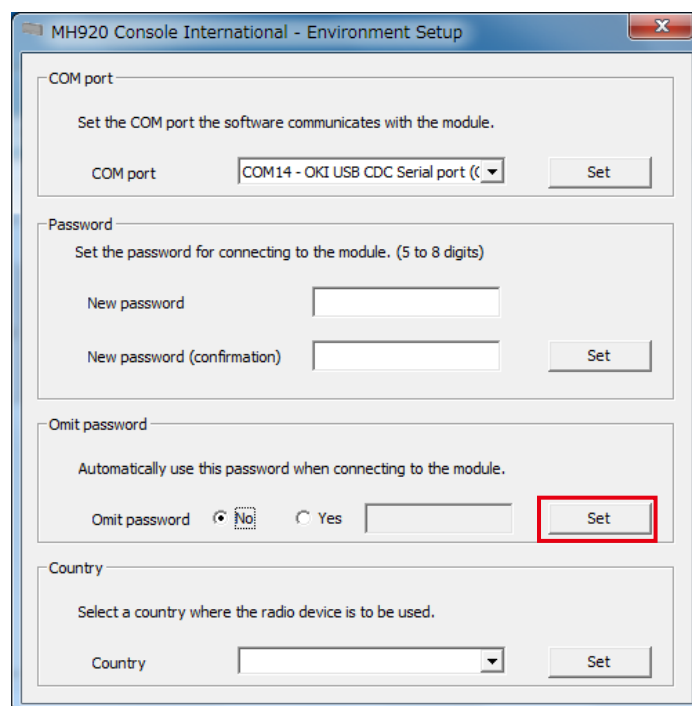 MH920 Console International - Environment Setup
COM port
Set the COM port the software communicates with the module.
COM port COM14 - OKI USB CDC Serial port (C Set
Password
Set the password for connecting to the module. (5 to 8 digits)
New password
New password (confirmation) Set
Omit password
Automatically use this password when connecting to the module.
Omit password No Yes Set
Country
Select a country where the radio device is to be used.
Country Set